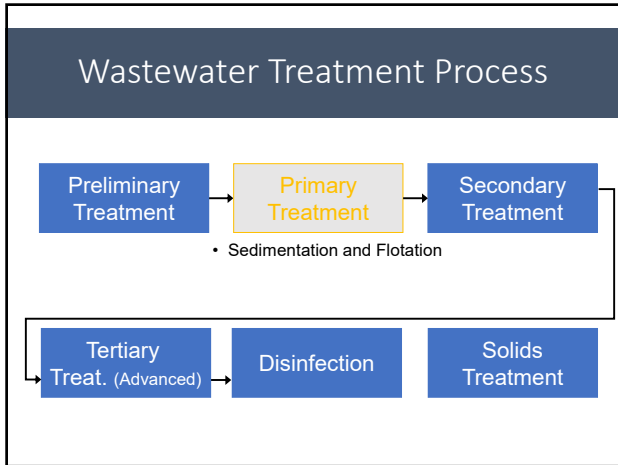 Wastewater Treatment Process
Preliminary
Treatment
Primary
Treatment
Secondary
Treatment
• Sedimentation and Flotation
Tertiary
Treat. (Advanced)
Disinfection
Solids
Treatment